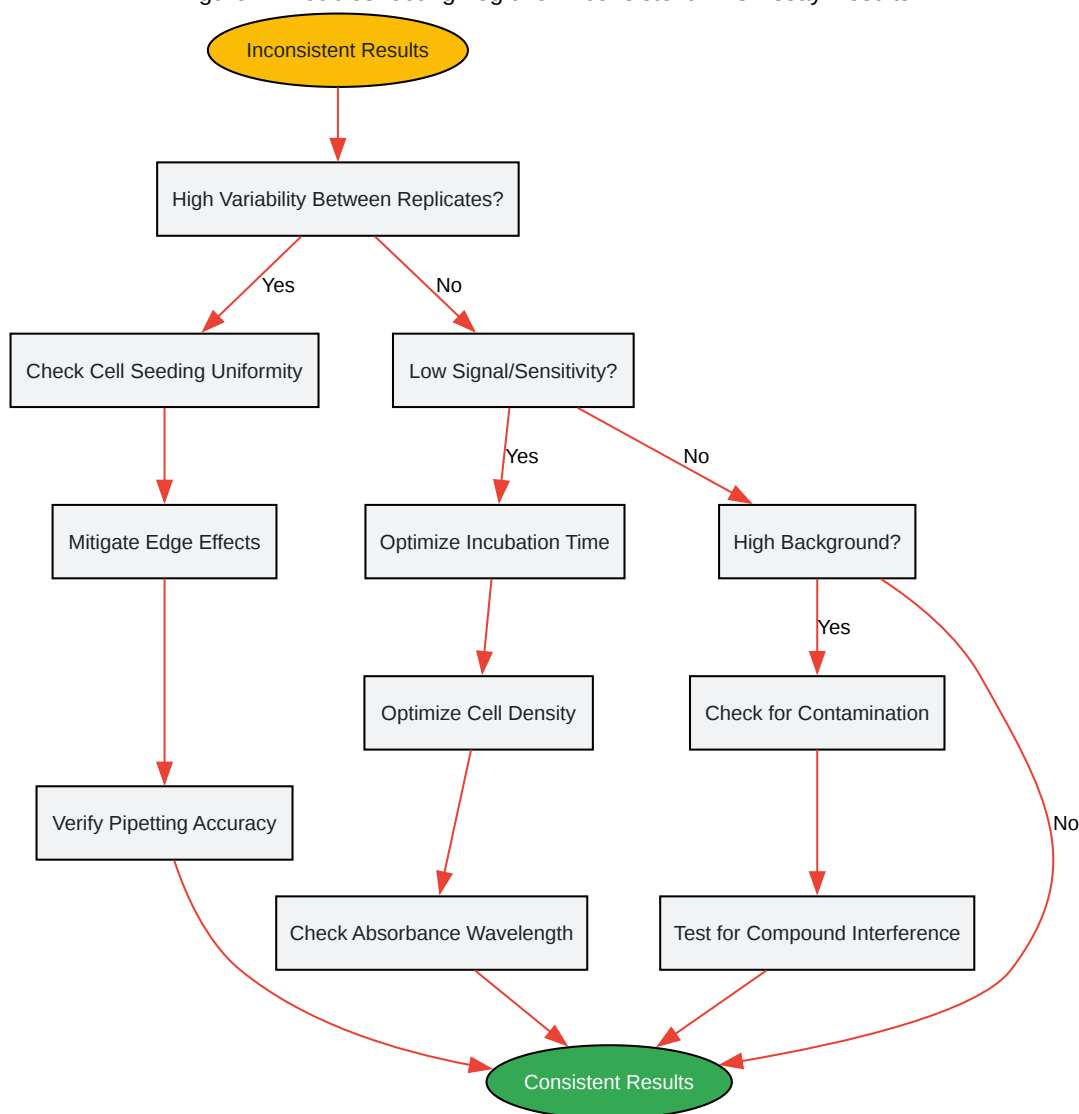 Inconsistent Results
High Variability Between Replicates?
Yes
No
Check Cell Seeding Uniformity
Low Signal/Sensitivity?
Yes
No
Mitigate Edge Effects
Optimize Incubation Time
High Background?
Yes
Optimize Cell Density
Check for Contamination
Verify Pipetting Accuracy
No
Check Absorbance Wavelength
Test for Compound Interference
Consistent Results